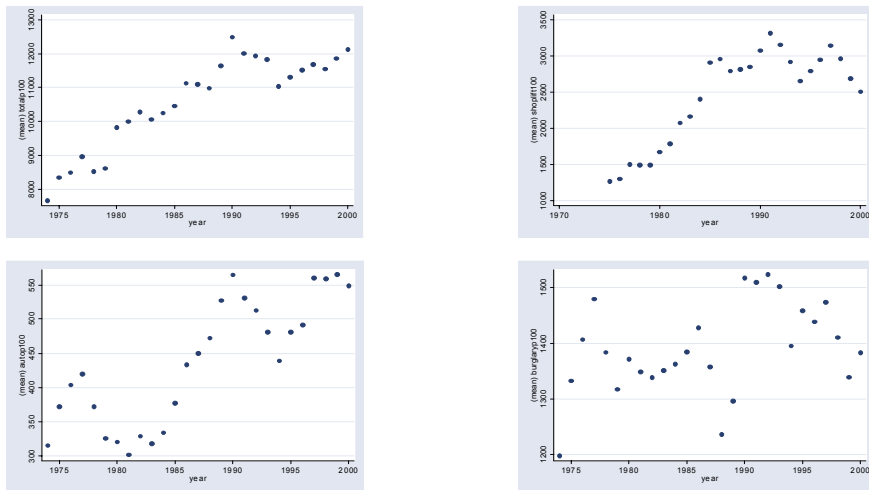 (mean) totalp100
13000
12000
11000
10000
9000
8000
1975 1980 1985 1990 1995 2000
year
(mean) shoplift100
3500
3000
2500
2000
1500
1000
1970 1980 1990 2000
year
(mean) autop100
550
500
450
400
350
300
1975 1980 1985 1990 1995 2000
year
(mean) burglaryp100
1500
1400
1300
1200
1975 1980 1985 1990 1995 2000
year